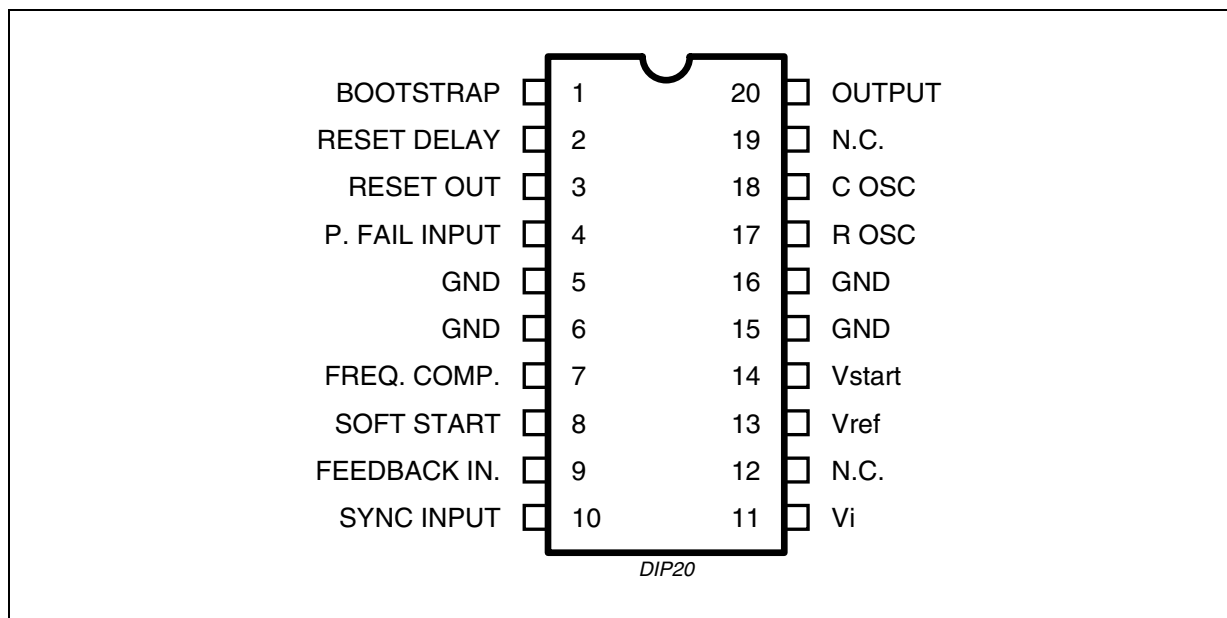 BOOTSTRAP 1 20 OUTPUT
RESET DELAY 2 19 N.C.
RESET OUT 3 18 C OSC
P. FAIL INPUT 4 17 R OSC
GND 5 16 GND
GND 6 15 GND
FREQ. COMP. 7 14 Vstart
SOFT START 8 13 Vref
FEEDBACK IN. 9 12 N.C.
SYNC INPUT 10 11 Vi
DIP20